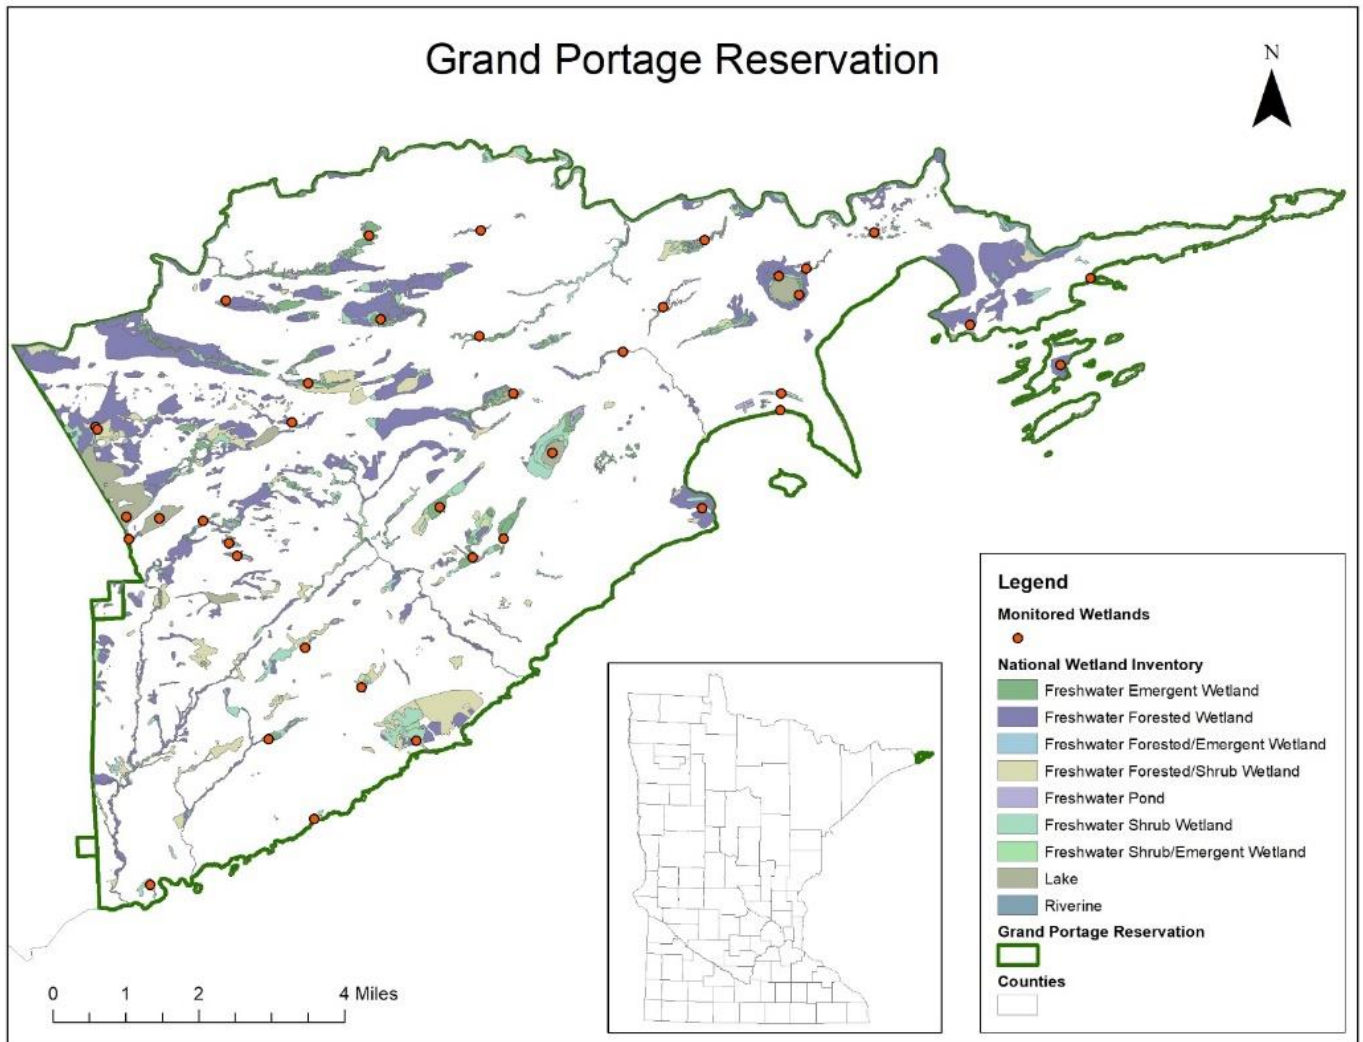 Grand Portage Reservation
N
Legend
Monitored Wetlands
National Wetland Inventory
Freshwater Emergent Wetland
Freshwater Forested Wetland
Freshwater Forested/Emergent Wetland
Freshwater Forested/Shrub Wetland
Freshwater Pond
Freshwater Shrub Wetland
Freshwater Shrub/Emergent Wetland
Lake
Riverine
Grand Portage Reservation
Counties
0 1 2 4 Miles